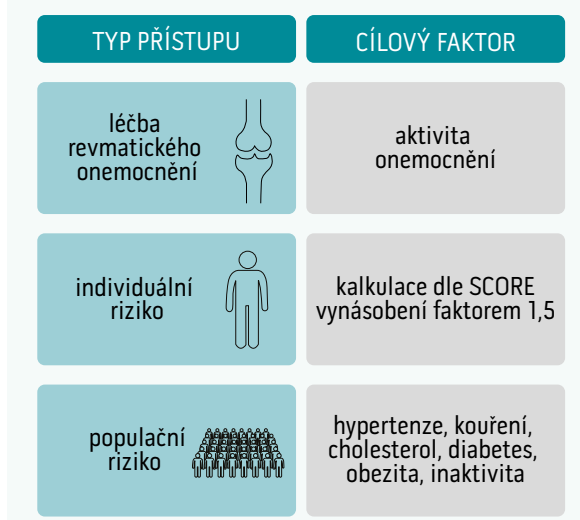 TYP PŘÍSTUPU
CÍLOVÝ FAKTOR
léčba
revmatického
onemocnění
aktivita
onemocnění
individuální
riziko
kalkulace dle SCORE
vynásobení faktorem 1,5
populační
riziko
hypertenze, kouření,
cholesterol, diabetes,
obezita, inaktivita